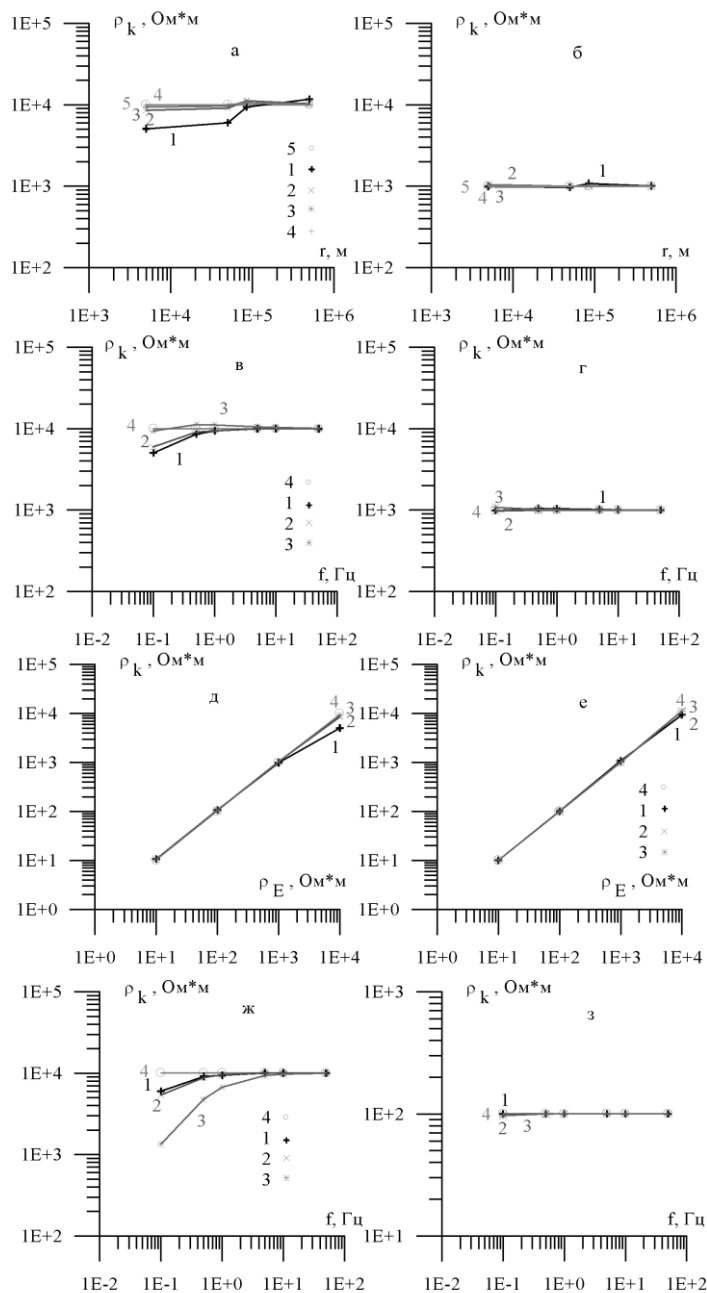 ρ k , Ом*м
а
1E+5
1E+4
1E+3
1E+2
4
5
3
2
1
5
1
2
3
4
r, м
1E+3 1E+4 1E+5 1E+6
ρ k , Ом*м
б
1E+5
1E+4
1E+3
1E+2
2
1
5
4
3
r, м
1E+3 1E+4 1E+5 1E+6
ρ k , Ом*м
в
1E+5
1E+4
1E+3
1E+2
3
4
2
1
4
1
2
3
f, Гц
1E-2 1E-1 1E+0 1E+1 1E+2
ρ k , Ом*м
г
1E+5
1E+4
1E+3
1E+2
3
1
4
2
f, Гц
1E-2 1E-1 1E+0 1E+1 1E+2
ρ k , Ом*м
д
1E+5
1E+4
1E+3
1E+2
1E+1
1E+0
4
3
2
1
ρ E , Ом*м
1E+0 1E+1 1E+2 1E+3 1E+4
ρ k , Ом*м
е
1E+5
1E+4
1E+3
1E+2
1E+1
1E+0
4
3
2
1
4
1
2
3
ρ E , Ом*м
1E+0 1E+1 1E+2 1E+3 1E+4
ρ k , Ом*м
ж
1E+5
1E+4
1E+3
1E+2
4
1
2
3
4
1
2
3
f, Гц
1E-2 1E-1 1E+0 1E+1 1E+2
ρ k , Ом*м
з
1E+3
1E+2
1E+1
1
4
2
3
f, Гц
1E-2 1E-1 1E+0 1E+1 1E+2